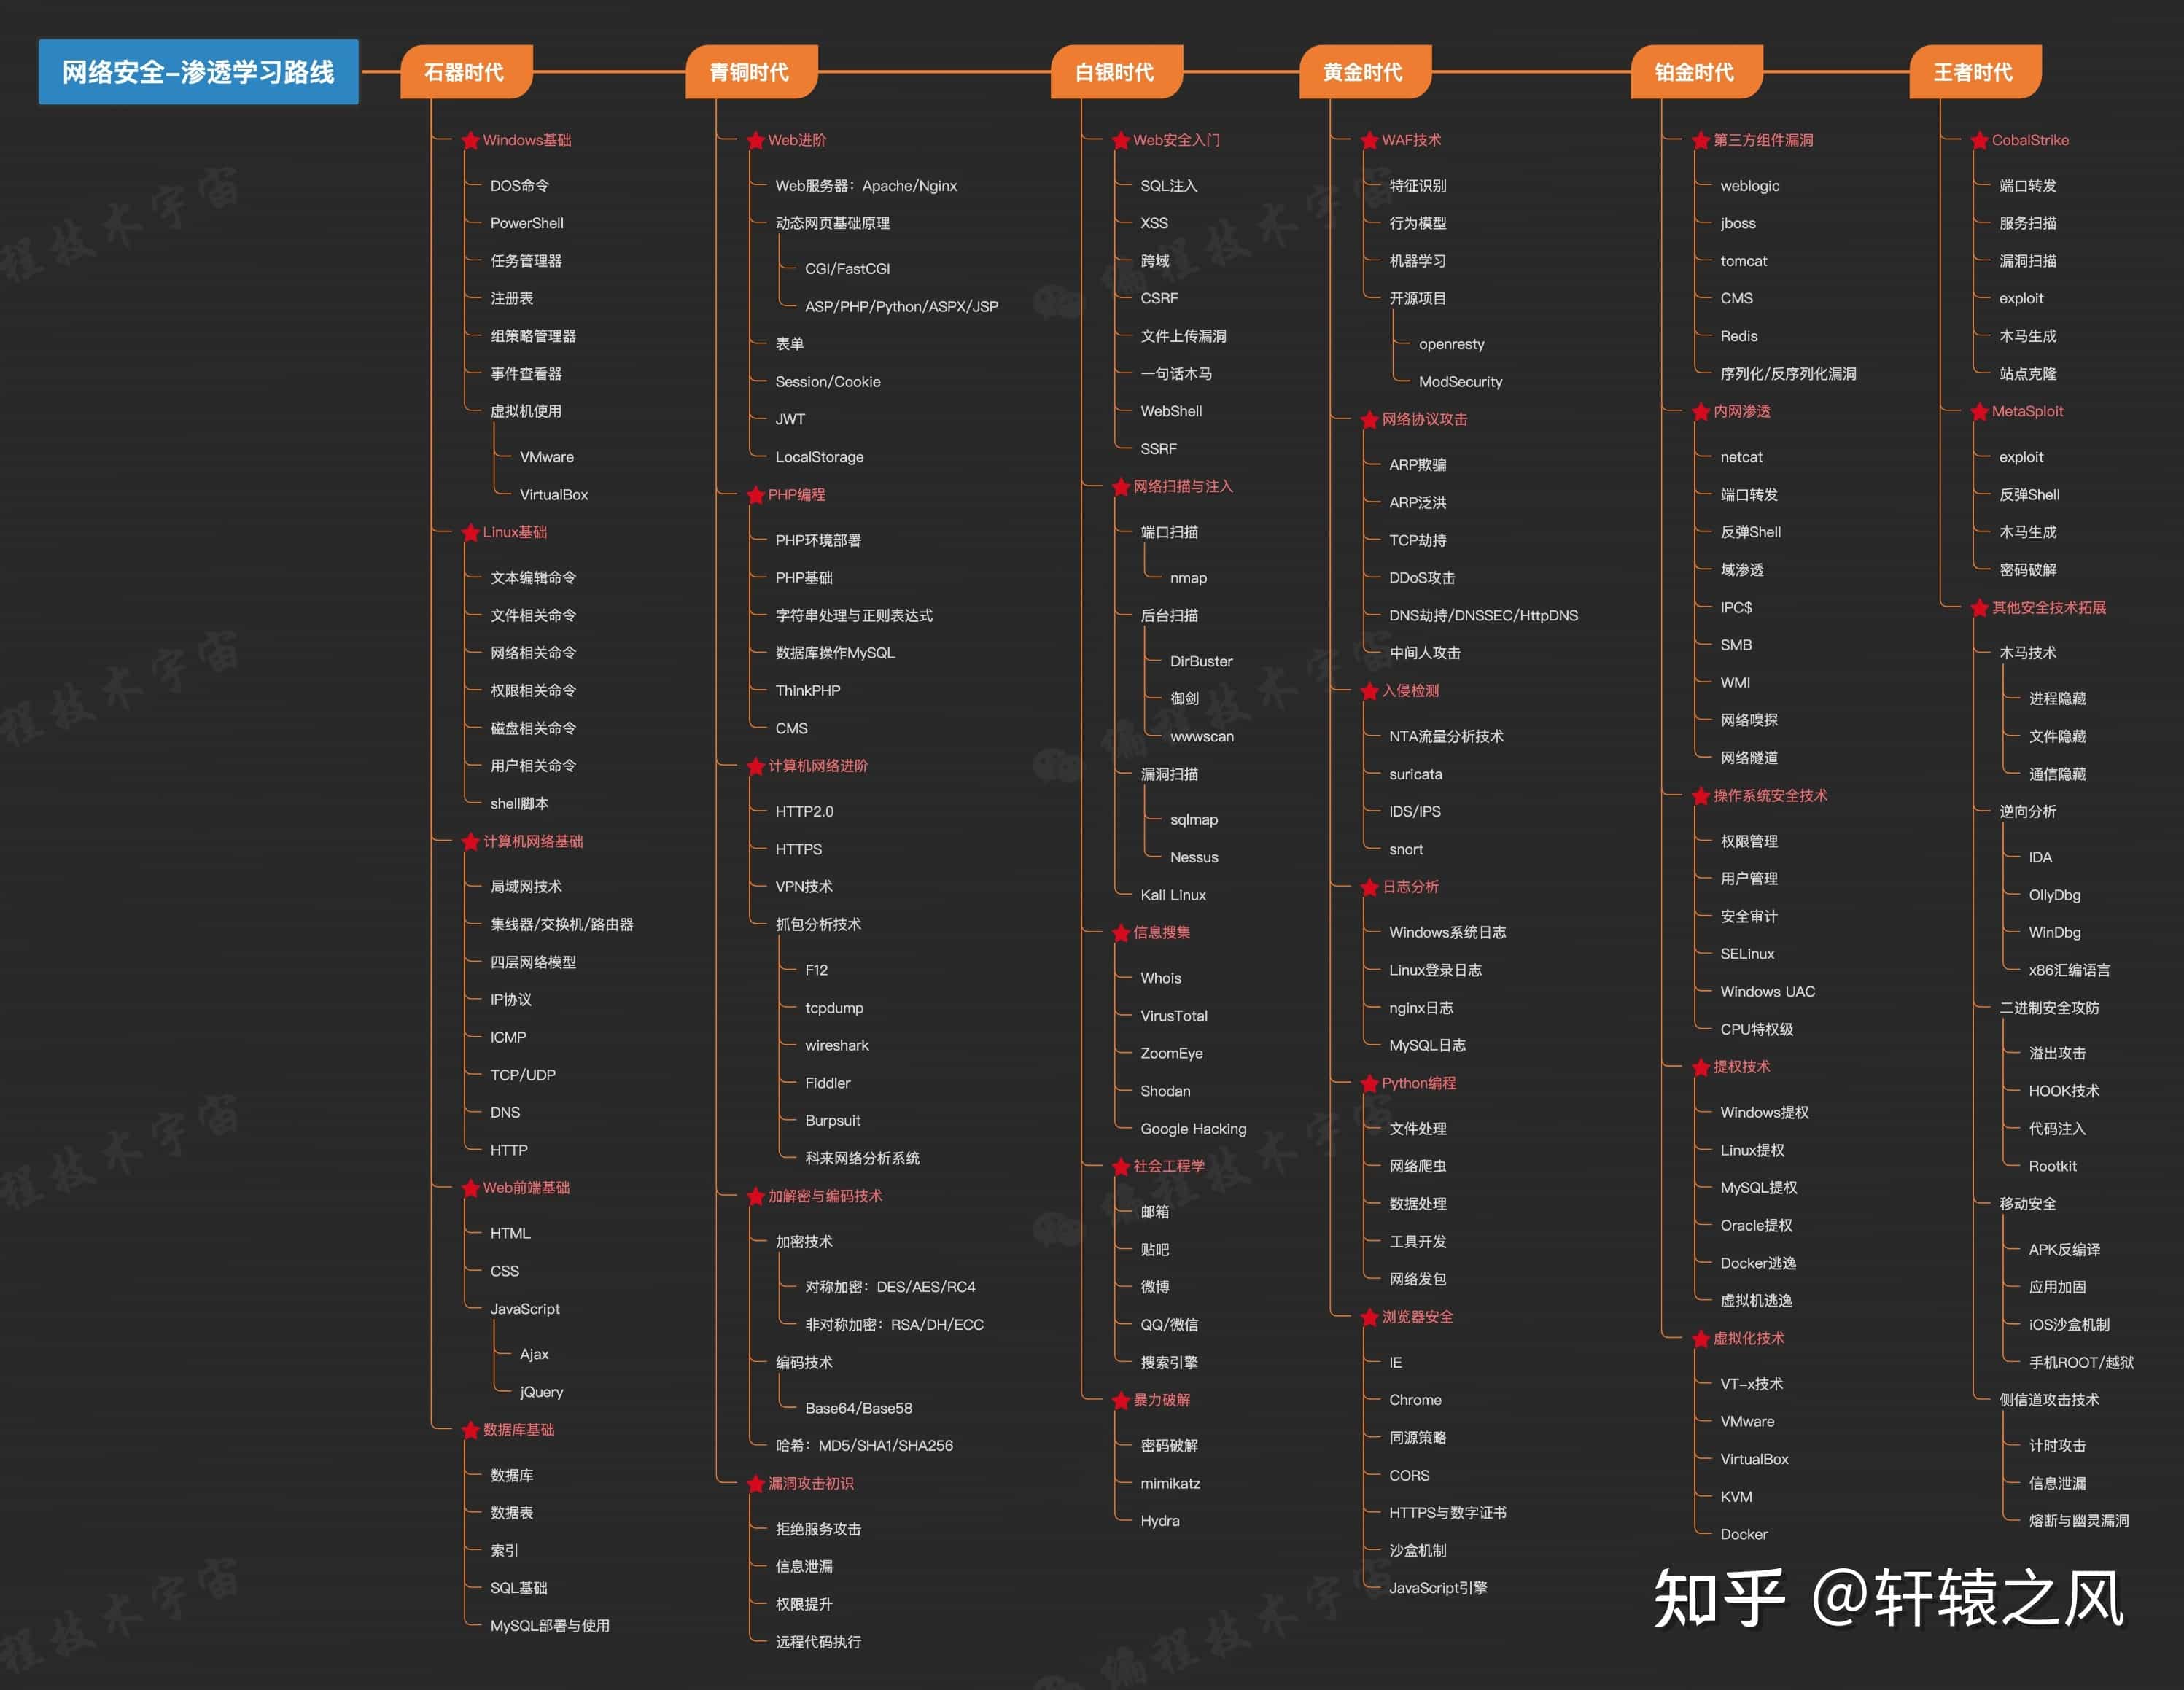 网络安全-渗透学习路线
石器时代
Windows基础
DOS命令
PowerShell
任务管理器
注册表
组策略管理器
事件查看器
虚拟机使用
VMware
VirtualBox
Linux基础
文本编辑命令
文件相关命令
网络相关命令
权限相关命令
磁盘相关命令
用户相关命令
shell脚本
计算机网络基础
局域网技术
集线器/交换机/路由器
四层网络模型
IP协议
ICMP
TCP/UDP
DNS
HTTP
Web前端基础
HTML
CSS
JavaScript
Ajax
jQuery
数据库基础
数据库
数据表
索引
SQL基础
MySQL部署与使用
青铜时代
Web进阶
Web服务器：Apache/Nginx
动态网页基础原理
CGI/FastCGI
ASP/PHP/Python/ASPX/JSP
表单
Session/Cookie
JWT
LocalStorage
PHP编程
PHP环境部署
PHP基础
字符串处理与正则表达式
数据库操作MySQL
ThinkPHP
CMS
计算机网络进阶
HTTP2.0
HTTPS
VPN技术
抓包分析技术
F12
tcpdump
wireshark
Fiddler
Burpsuit
科来网络分析系统
加解密与编码技术
加密技术
对称加密：DES/AES/RC4
非对称加密：RSA/DH/ECC
编码技术
Base64/Base58
哈希：MD5/SHA1/SHA256
漏洞攻击初识
拒绝服务攻击
信息泄漏
权限提升
远程代码执行
白银时代
Web安全入门
SQL注入
XSS
跨域
CSRF
文件上传漏洞
一句话木马
WebShell
SSRF
网络扫描与注入
端口扫描
nmap
后台扫描
DirBuster
御剑
wwwscan
漏洞扫描
sqlmap
Nessus
Kali Linux
信息搜集
Whois
VirusTotal
ZoomEye
Shodan
Google Hacking
社会工程学
邮箱
贴吧
微博
QQ/微信
搜索引擎
暴力破解
密码破解
mimikatz
Hydra
黄金时代
WAF技术
特征识别
行为模型
机器学习
开源项目
openresty
ModSecurity
网络协议攻击
ARP欺骗
ARP泛洪
TCP劫持
DDoS攻击
DNS劫持/DNSSEC/HttpDNS
中间人攻击
入侵检测
NTA流量分析技术
suricata
IDS/IPS
snort
日志分析
Windows系统日志
Linux登录日志
nginx日志
MySQL日志
Python编程
文件处理
网络爬虫
数据处理
工具开发
网络发包
浏览器安全
IE
Chrome
同源策略
CORS
HTTPS与数字证书
沙盒机制
JavaScript引擎
铂金时代
第三方组件漏洞
weblogic
jboss
tomcat
CMS
Redis
序列化/反序列化漏洞
内网渗透
netcat
端口转发
反弹Shell
域渗透
IPC$
SMB
WMI
网络嗅探
网络隧道
操作系统安全技术
权限管理
用户管理
安全审计
SELinux
Windows UAC
CPU特权级
提权技术
Windows提权
Linux提权
MySQL提权
Oracle提权
Docker逃逸
虚拟机逃逸
虚拟化技术
VT-x技术
VMware
VirtualBox
KVM
Docker
王者时代
CobalStrike
端口转发
服务扫描
漏洞扫描
exploit
木马生成
站点克隆
MetaSploit
exploit
反弹Shell
木马生成
密码破解
其他安全技术拓展
木马技术
进程隐藏
文件隐藏
通信隐藏
逆向分析
IDA
OllyDbg
WinDbg
x86汇编语言
二进制安全攻防
溢出攻击
HOOK技术
代码注入
Rootkit
移动安全
APK反编译
应用加固
iOS沙盒机制
手机ROOT/越狱
侧信道攻击技术
计时攻击
信息泄漏
熔断与幽灵漏洞
知乎 @轩辕之风
程技术宇宙
编程技术宇宙
程技术宇宙
编程技术宇宙
程技术宇宙
编程技术宇宙
程技术宇宙
编程技术宇宙